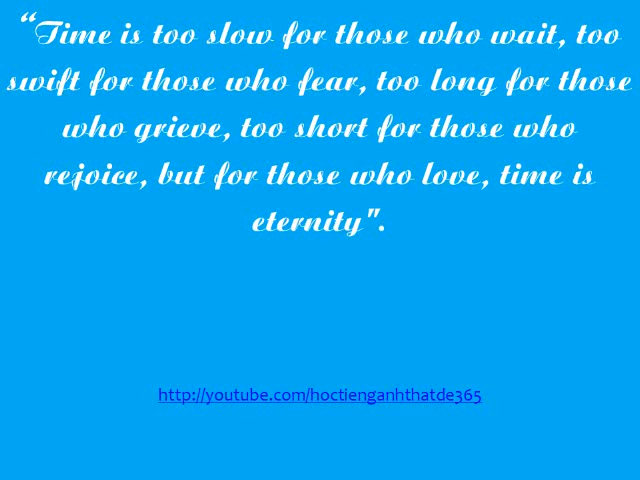 “Time is too slow for those who wait, too
swift for those who fear, too long for those
who grieve, too short for those who
rejoice, but for those who love, time is
eternity".
http://youtube.com/hoctienganhthatde365